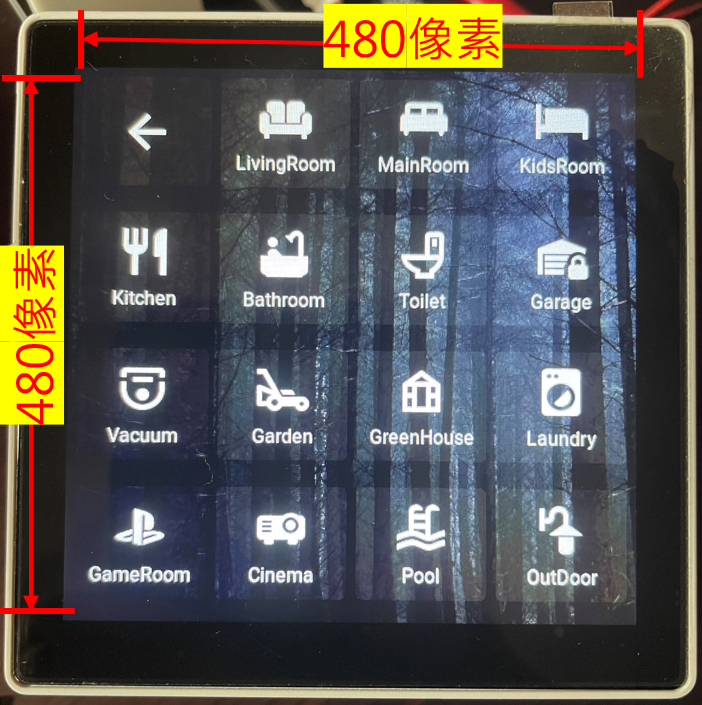 480像素
LivingRoom MainRoom KidsRoom
480像素
Kitchen Bathroom Toilet Garage
Vacuum Garden GreenHouse Laundry
GameRoom Cinema Pool OutDoor